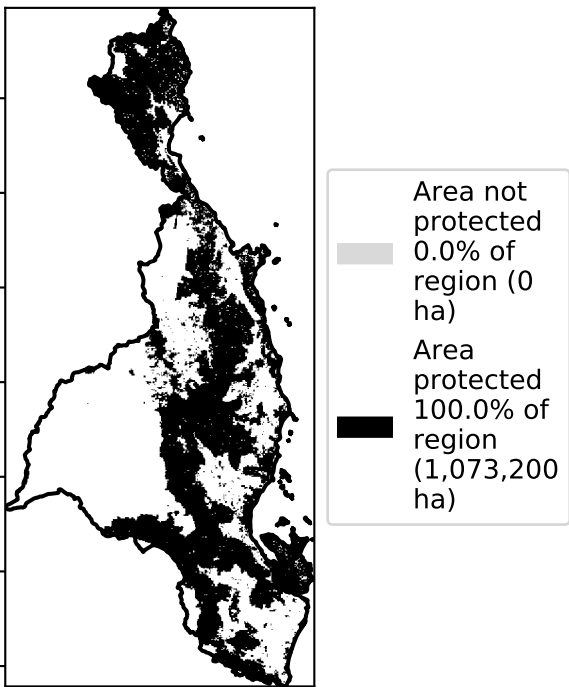 Area not
protected
0.0% of
region (0
ha)
Area
protected
100.0% of
region
(1,073,200
ha)